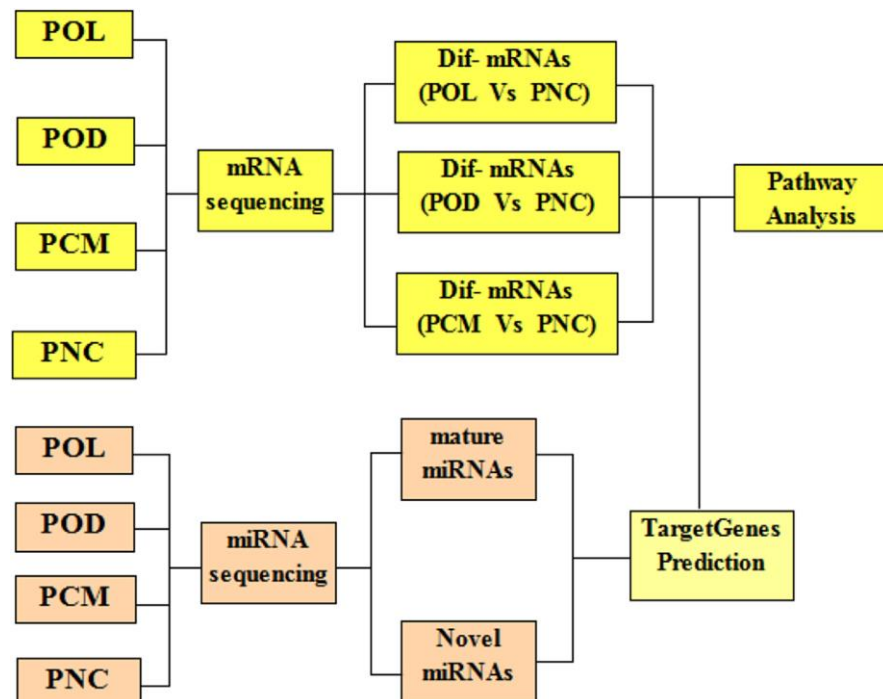 POL
POD
PCM
PNC
mRNA
sequencing
Dif- mRNAs
(POL Vs PNC)
Dif- mRNAs
(POD Vs PNC)
Dif- mRNAs
(PCM Vs PNC)
Pathway
Analysis
POL
POD
PCM
PNC
miRNA
sequencing
mature
miRNAs
Novel
miRNAs
TargetGenes
Prediction